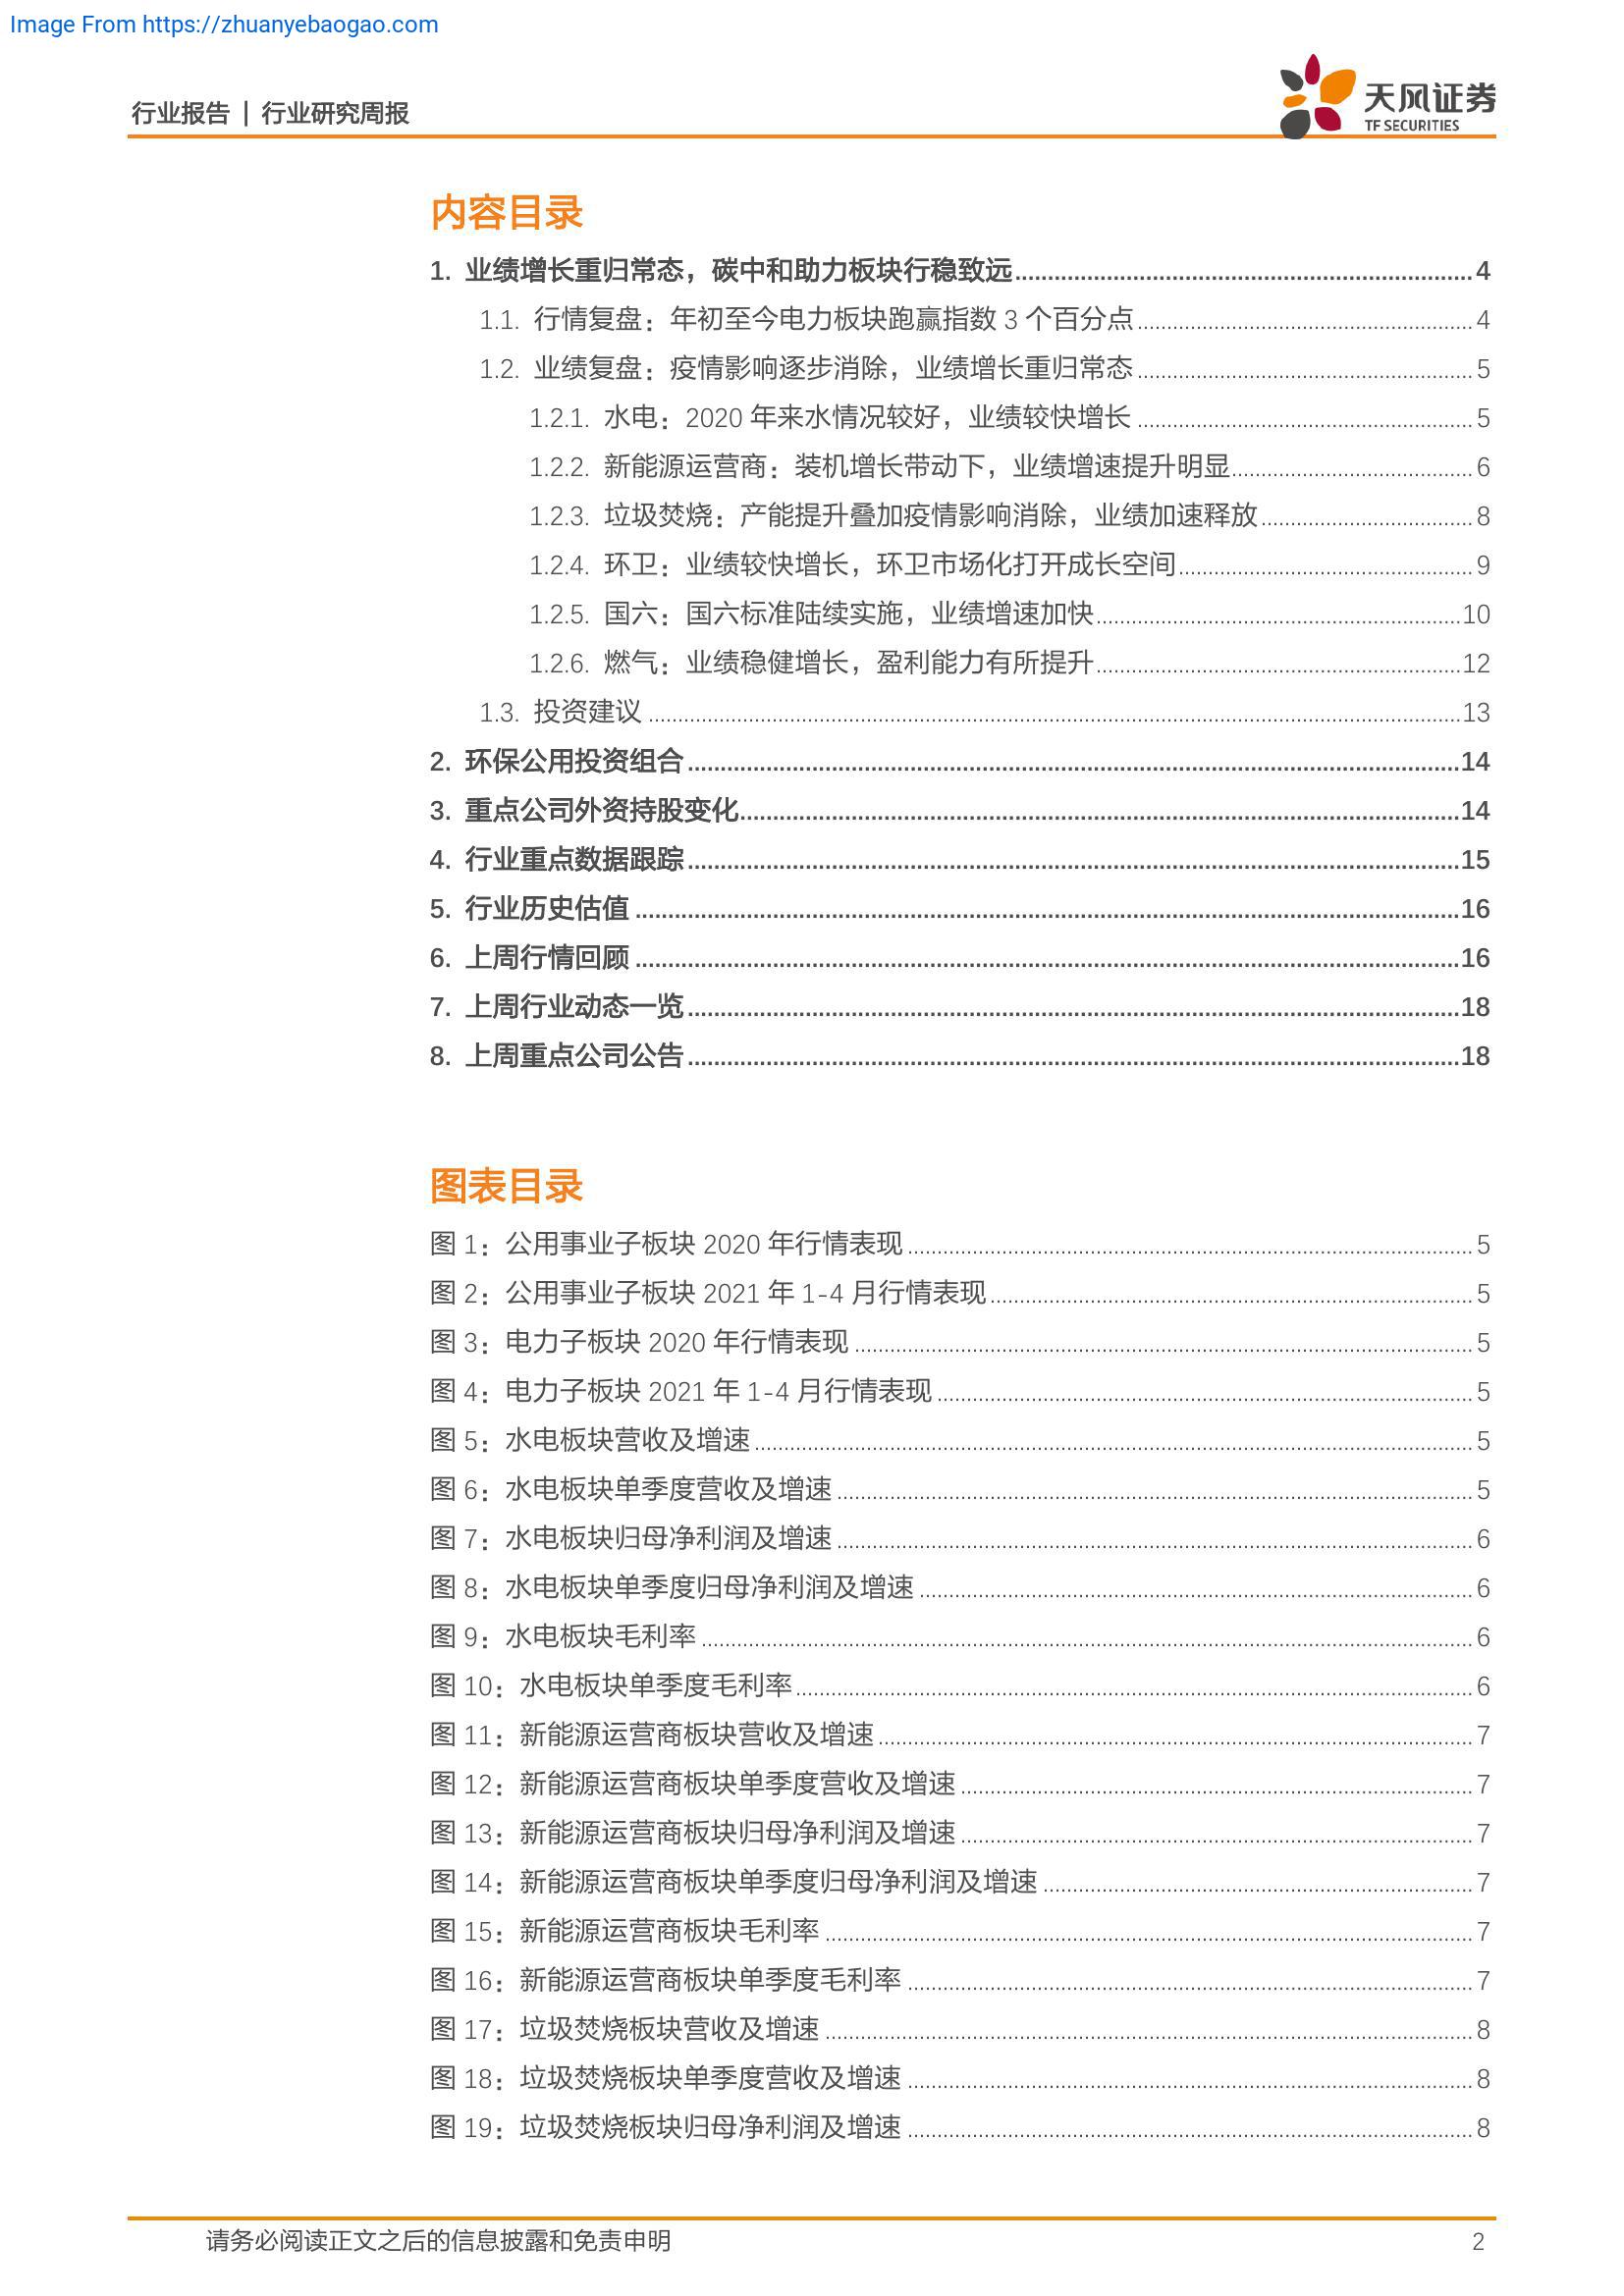 Image From https://zhuanyebaogao.com
行业报告 | 行业研究周报
天风证券
TF SECURITIES
内容目录
1. 业绩增长重归常态，碳中和助力板块行稳致远 4
1.1. 行情复盘：年初至今电力板块跑赢指数 3 个百分点 4
1.2. 业绩复盘：疫情影响逐步消除，业绩增长重归常态 5
1.2.1. 水电：2020 年来水情况较好，业绩较快增长 5
1.2.2. 新能源运营商：装机增长带动下，业绩增速提升明显 6
1.2.3. 垃圾焚烧：产能提升叠加疫情影响消除，业绩加速释放 8
1.2.4. 环卫：业绩较快增长，环卫市场化打开成长空间 9
1.2.5. 国六：国六标准陆续实施，业绩增速加快 10
1.2.6. 燃气：业绩稳健增长，盈利能力有所提升 12
1.3. 投资建议 13
2. 环保公用投资组合 14
3. 重点公司外资持股变化 14
4. 行业重点数据跟踪 15
5. 行业历史估值 16
6. 上周行情回顾 16
7. 上周行业动态一览 18
8. 上周重点公司公告 18
图表目录
图 1：公用事业子板块 2020 年行情表现 5
图 2：公用事业子板块 2021 年 1-4 月行情表现 5
图 3：电力子板块 2020 年行情表现 5
图 4：电力子板块 2021 年 1-4 月行情表现 5
图 5：水电板块营收及增速 5
图 6：水电板块单季度营收及增速 5
图 7：水电板块归母净利润及增速 6
图 8：水电板块单季度归母净利润及增速 6
图 9：水电板块毛利率 6
图 10：水电板块单季度毛利率 6
图 11：新能源运营商板块营收及增速 7
图 12：新能源运营商板块单季度营收及增速 7
图 13：新能源运营商板块归母净利润及增速 7
图 14：新能源运营商板块单季度归母净利润及增速 7
图 15：新能源运营商板块毛利率 7
图 16：新能源运营商板块单季度毛利率 7
图 17：垃圾焚烧板块营收及增速 8
图 18：垃圾焚烧板块单季度营收及增速 8
图 19：垃圾焚烧板块归母净利润及增速 8
请务必阅读正文之后的信息披露和免责申明 2